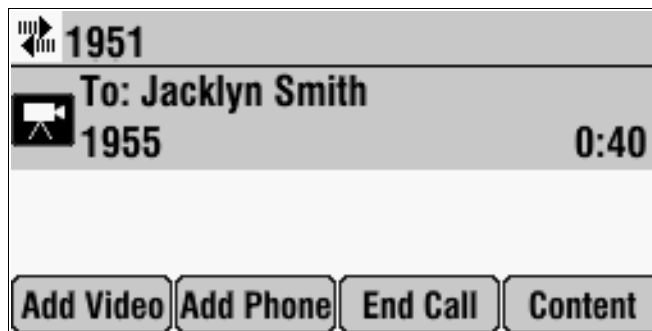 1951
To: Jacklyn Smith
1955 0:40
Add Video Add Phone End Call Content